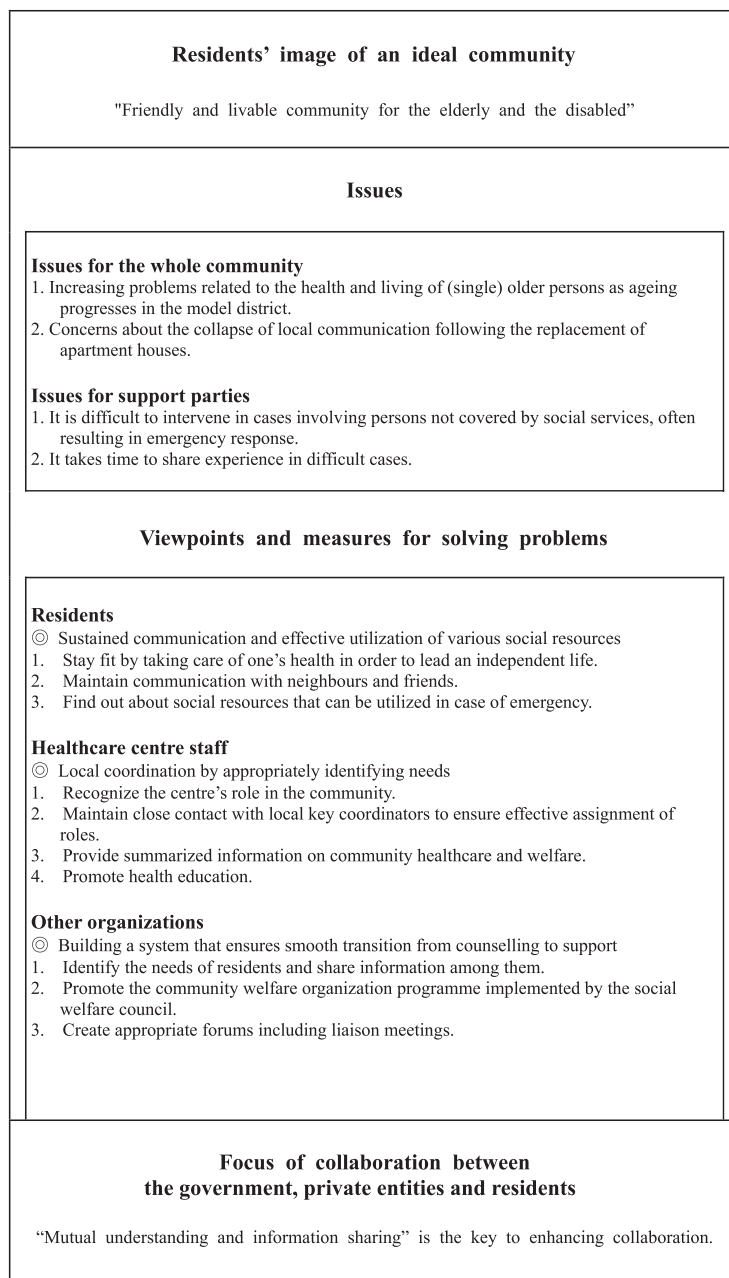 Residents’ image of an ideal community
"Friendly and livable community for the elderly and the disabled”
Issues
Issues for the whole community
1. Increasing problems related to the health and living of (single) older persons as ageing
progresses in the model district.
2. Concerns about the collapse of local communication following the replacement of
apartment houses.
Issues for support parties
1. It is difficult to intervene in cases involving persons not covered by social services, often
resulting in emergency response.
2. It takes time to share experience in difficult cases.
Viewpoints and measures for solving problems
Residents
◎ Sustained communication and effective utilization of various social resources
1. Stay fit by taking care of one’s health in order to lead an independent life.
2. Maintain communication with neighbours and friends.
3. Find out about social resources that can be utilized in case of emergency.
Healthcare centre staff
◎ Local coordination by appropriately identifying needs
1. Recognize the centre’s role in the community.
2. Maintain close contact with local key coordinators to ensure effective assignment of
roles.
3. Provide summarized information on community healthcare and welfare.
4. Promote health education.
Other organizations
◎ Building a system that ensures smooth transition from counselling to support
1. Identify the needs of residents and share information among them.
2. Promote the community welfare organization programme implemented by the social
welfare council.
3. Create appropriate forums including liaison meetings.
Focus of collaboration between
the government, private entities and residents
“Mutual understanding and information sharing” is the key to enhancing collaboration.